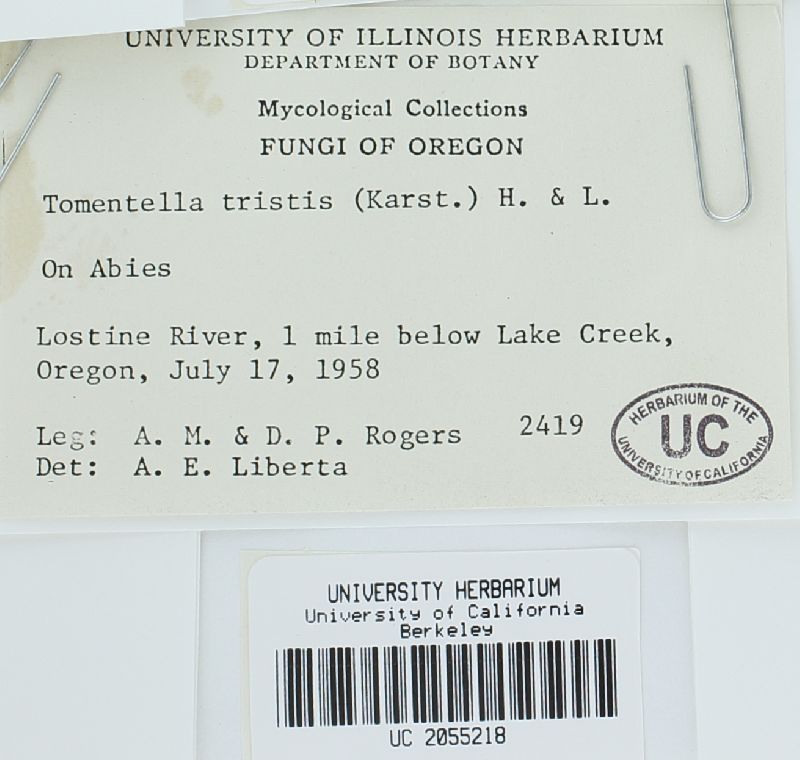 UNIVERSITY OF ILLINOIS HERBARIUM
DEPARTMENT OF BOTANY
Mycological Collections
FUNGI OF OREGON
Tomentella tristis (Karst.) H. & L.
On Abies
Lostine River, 1 mile below Lake Creek,
Oregon, July 17, 1958
Leg: A. M. & D. P. Rogers 2419
Det: A. E. Liberta
HERBARIUM OF THE
UC
UNIVERSITY OF CALIFORNIA
UNIVERSITY HERBARIUM
University of California
Berkeley
UC 2055218